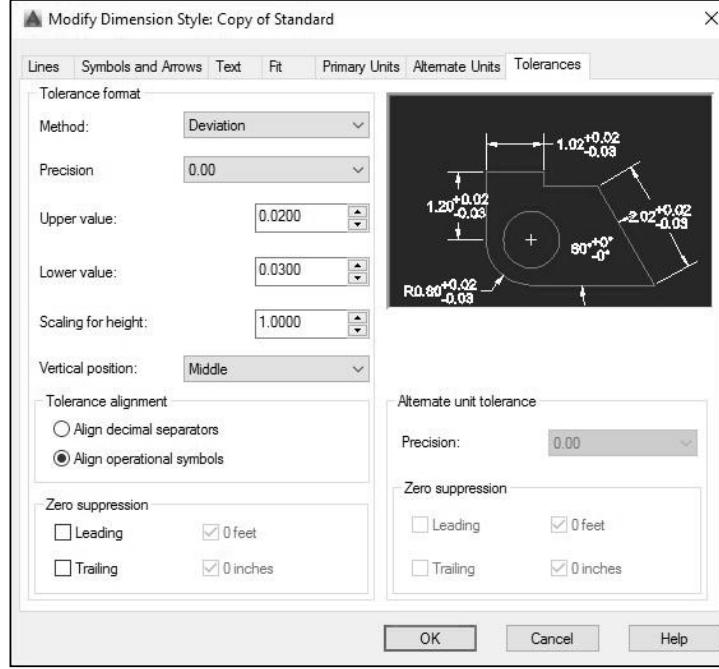 Modify Dimension Style: Copy of Standard
Lines Symbols and Arrows Text Fit Primary Units Alternate Units Tolerances
Tolerance format
Method: Deviation
Precision 0.00
Upper value: 0.0200
Lower value: 0.0300
Scaling for height: 1.0000
Vertical position: Middle
Tolerance alignment
Align decimal separators
Align operational symbols
Zero suppression
Leading 0 feet
Trailing 0 inches
1.02+0.02
-0.03
1.20+0.02
-0.03
2.02+0.02
-0.03
60°+0°
-0°
R0.80+0.02
-0.03
Alternate unit tolerance
Precision: 0.00
Zero suppression
Leading 0 feet
Trailing 0 inches
OK Cancel Help